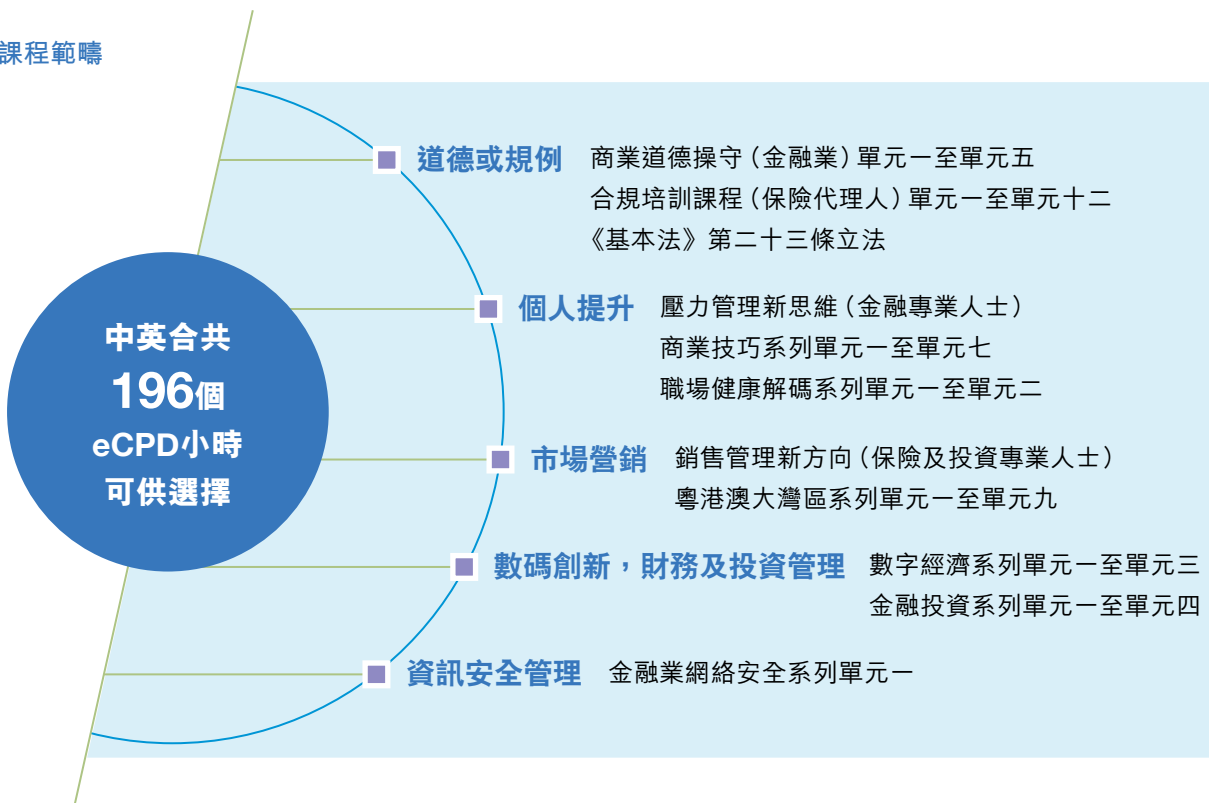 課程範疇
中英合共
196個
eCPD小時
可供選擇
道德或規例
商業道德操守（金融業）單元一至單元五
合規培訓課程（保險代理人）單元一至單元十二
《基本法》第二十三條立法
個人提升
壓力管理新思維（金融專業人士）
商業技巧系列單元一至單元七
職場健康解碼系列單元一至單元二
市場營銷
銷售管理新方向（保險及投資專業人士）
粵港澳大灣區系列單元一至單元九
數碼創新，財務及投資管理
數字經濟系列單元一至單元三
金融投資系列單元一至單元四
資訊安全管理
金融業網絡安全系列單元一